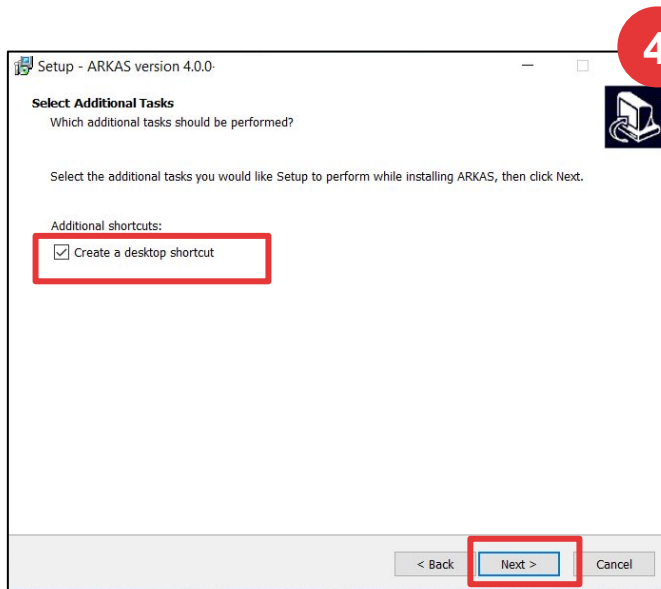 4
Setup - ARKAS version 4.0.0
Select Additional Tasks
Which additional tasks should be performed?
Select the additional tasks you would like Setup to perform while installing ARKAS, then click Next.
Additional shortcuts:
Create a desktop shortcut
< Back Next > Cancel